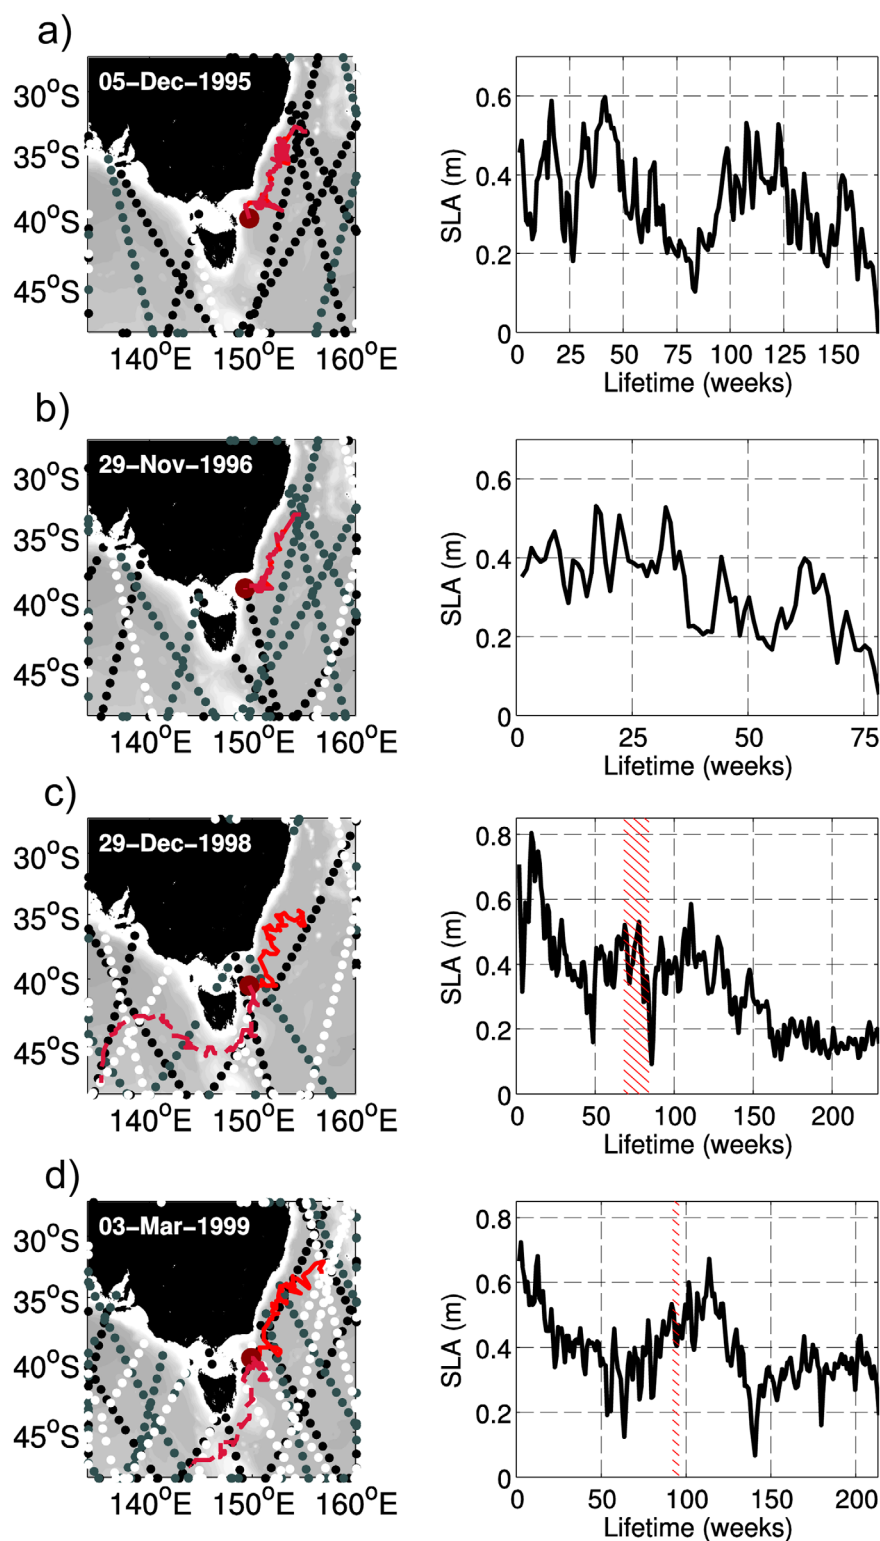 a)
05-Dec-1995
30°S
35°S
40°S
45°S
140°E 150°E 160°E
SLA (m)
0.6
0.4
0.2
0
0 25 50 75 100 125 150
Lifetime (weeks)
b)
29-Nov-1996
30°S
35°S
40°S
45°S
140°E 150°E 160°E
SLA (m)
0.6
0.4
0.2
0
1 25 50 75
Lifetime (weeks)
c)
29-Dec-1998
30°S
35°S
40°S
45°S
140°E 150°E 160°E
SLA (m)
0.8
0.6
0.4
0.2
0
0 50 100 150 200
Lifetime (weeks)
d)
03-Mar-1999
30°S
35°S
40°S
45°S
140°E 150°E 160°E
SLA (m)
0.8
0.6
0.4
0.2
0
0 50 100 150 200
Lifetime (weeks)